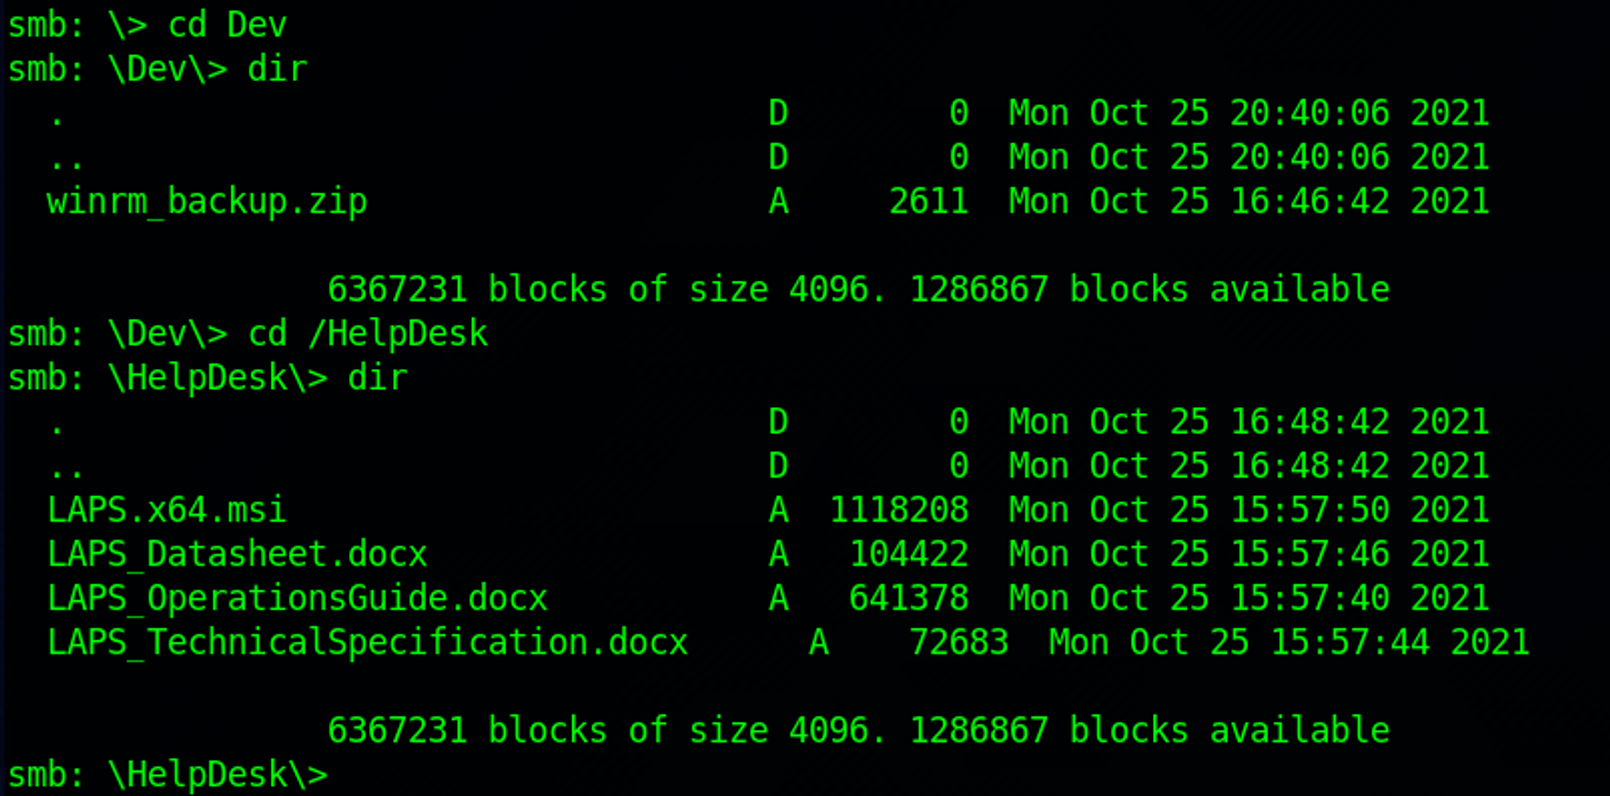 smb: \> cd Dev
smb: \Dev\> dir
  .                                   D        0  Mon Oct 25 20:40:06 2021
  ..                                  D        0  Mon Oct 25 20:40:06 2021
  winrm_backup.zip                    A     2611  Mon Oct 25 16:46:42 2021

                6367231 blocks of size 4096. 1286867 blocks available
smb: \Dev\> cd /HelpDesk
smb: \HelpDesk\> dir
  .                                   D        0  Mon Oct 25 16:48:42 2021
  ..                                  D        0  Mon Oct 25 16:48:42 2021
  LAPS.x64.msi                        A  1118208  Mon Oct 25 15:57:50 2021
  LAPS_Datasheet.docx                 A   104422  Mon Oct 25 15:57:46 2021
  LAPS_OperationsGuide.docx           A   641378  Mon Oct 25 15:57:40 2021
  LAPS_TechnicalSpecification.docx      A    72683  Mon Oct 25 15:57:44 2021

                6367231 blocks of size 4096. 1286867 blocks available
smb: \HelpDesk\>